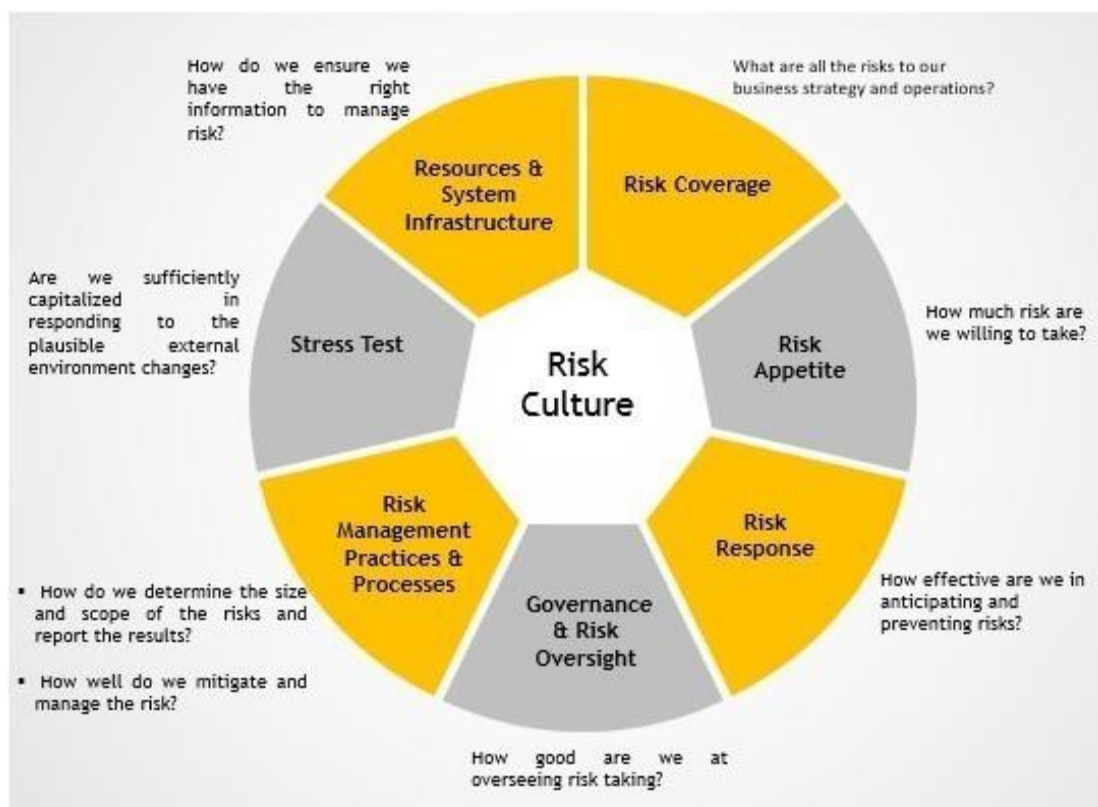 How do we ensure we
have the right
information to manage
risk?
What are all the risks to our
business strategy and operations?
Resources &
System
Infrastructure
Risk Coverage
Are we sufficiently
capitalized in
responding to the
plausible external
environment changes?
Stress Test
Risk
Culture
Risk
Appetite
How much risk are
we willing to take?
Risk
Management
Practices &
Processes
Risk
Response
▪ How do we determine the size
and scope of the risks and
report the results?
▪ How well do we mitigate and
manage the risk?
Governance
& Risk
Oversight
How effective are we in
anticipating and
preventing risks?
How good are we at
overseeing risk taking?